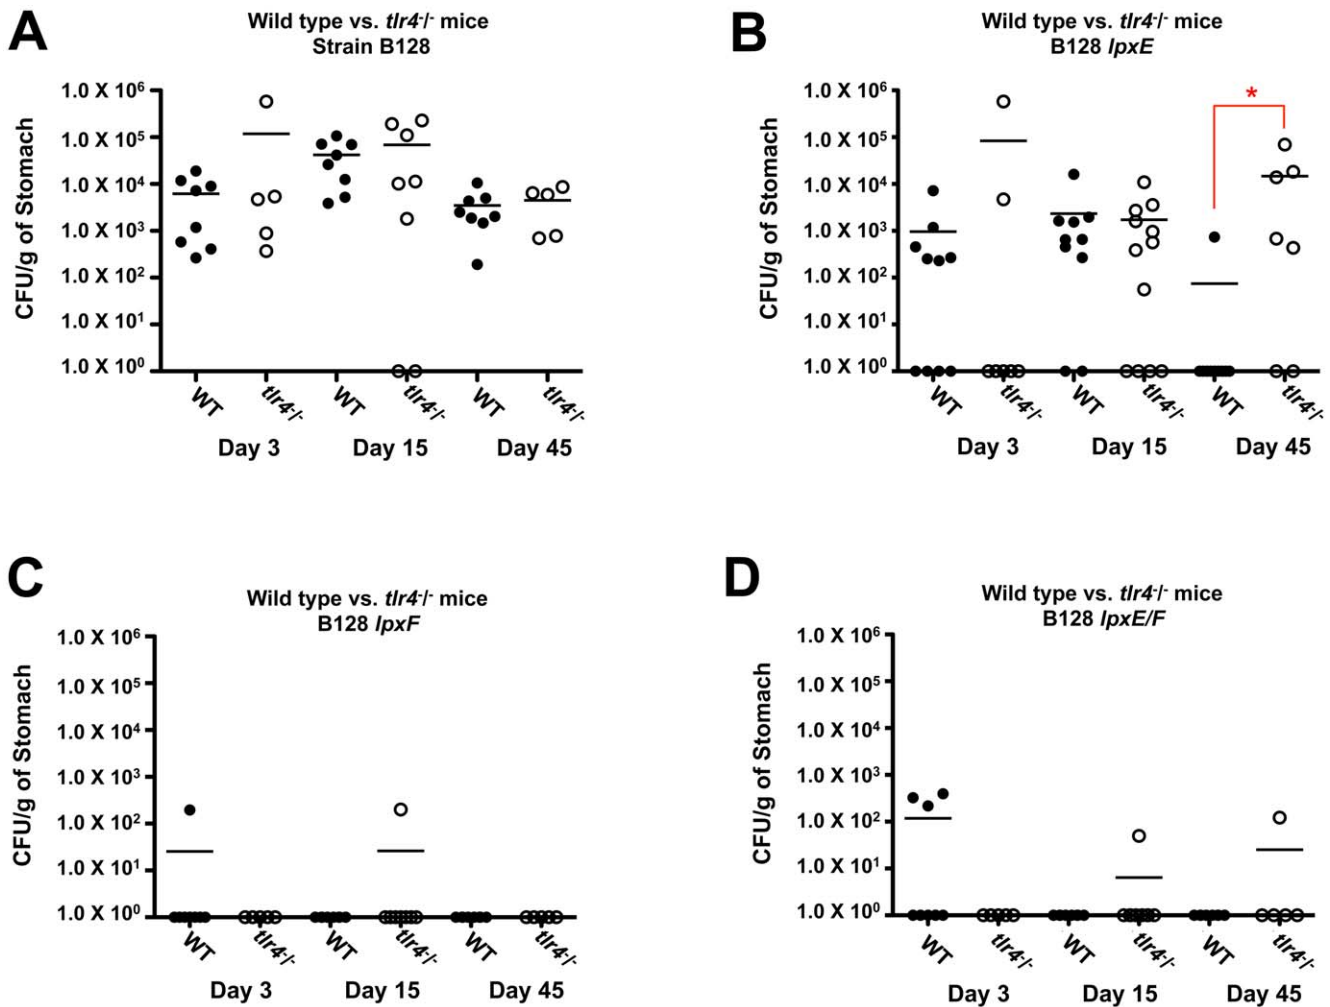 A
Wild type vs. tlr4-/- mice
Strain B128
CFU/g of Stomach
1.0 X 10⁶
1.0 X 10⁵
1.0 X 10⁴
1.0 X 10³
1.0 X 10²
1.0 X 10¹
1.0 X 10⁰
WT
tlr4-/-
WT
tlr4-/-
WT
tlr4-/-
Day 3
Day 15
Day 45
B
Wild type vs. tlr4-/- mice
B128 lpxE
CFU/g of Stomach
1.0 X 10⁶
1.0 X 10⁵
1.0 X 10⁴
1.0 X 10³
1.0 X 10²
1.0 X 10¹
1.0 X 10⁰
*
WT
tlr4-/-
WT
tlr4-/-
WT
tlr4-/-
Day 3
Day 15
Day 45
C
Wild type vs. tlr4-/- mice
B128 lpxF
CFU/g of Stomach
1.0 X 10⁶
1.0 X 10⁵
1.0 X 10⁴
1.0 X 10³
1.0 X 10²
1.0 X 10¹
1.0 X 10⁰
WT
tlr4-/-
WT
tlr4-/-
WT
tlr4-/-
Day 3
Day 15
Day 45
D
Wild type vs. tlr4-/- mice
B128 lpxE/F
CFU/g of Stomach
1.0 X 10⁶
1.0 X 10⁵
1.0 X 10⁴
1.0 X 10³
1.0 X 10²
1.0 X 10¹
1.0 X 10⁰
WT
tlr4-/-
WT
tlr4-/-
WT
tlr4-/-
Day 3
Day 15
Day 45